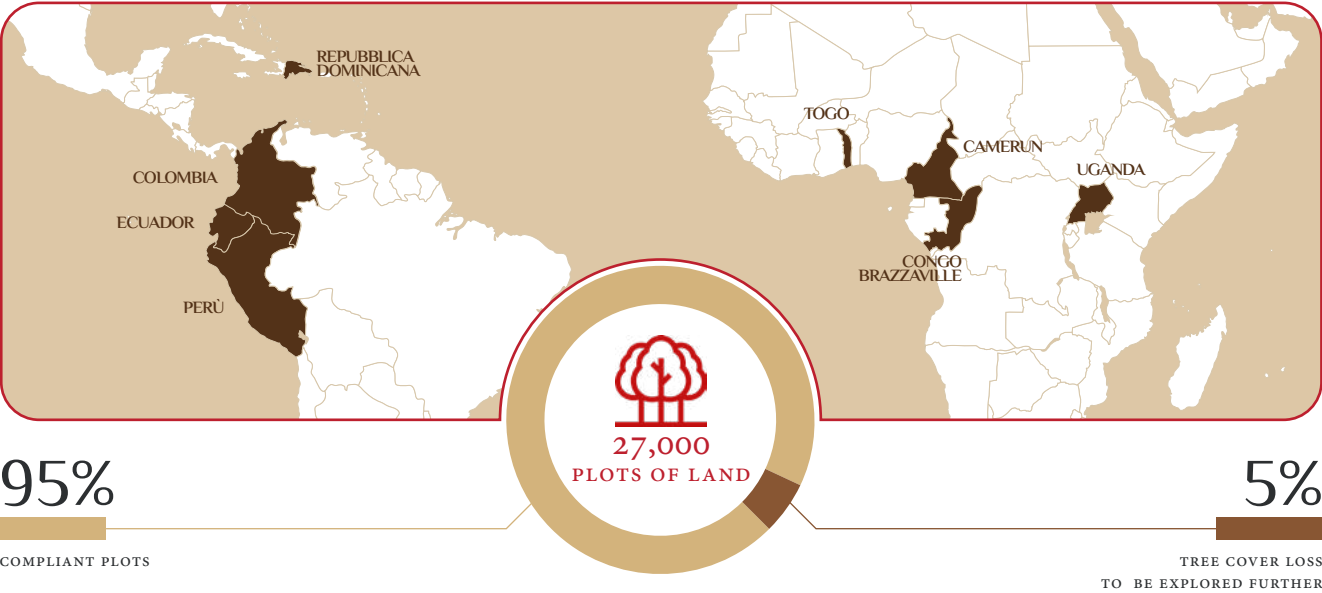 REPUBBLICA
DOMINICANA
TOGO
CAMERUN
UGANDA
COLOMBIA
ECUADOR
CONGO
BRAZZAVILLE
PERÙ
27,000
PLOTS OF LAND
95%
COMPLIANT PLOTS
5%
TREE COVER LOSS
TO BE EXPLORED FURTHER